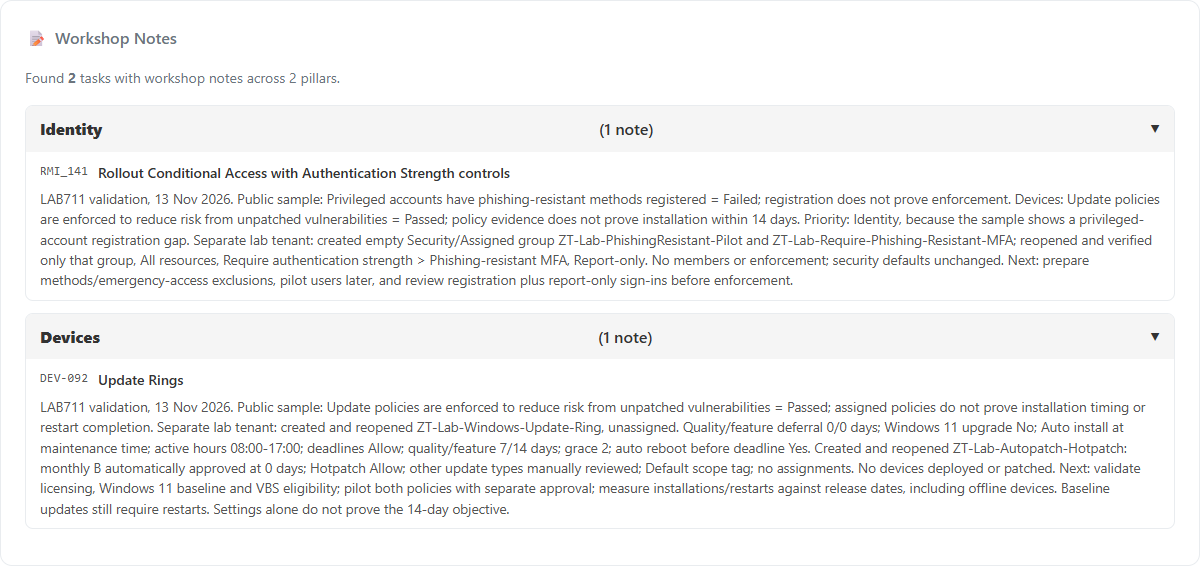 Workshop Notes
Found 2 tasks with workshop notes across 2 pillars.
Identity (1 note) ▼
RMI_141 Rollout Conditional Access with Authentication Strength controls
LAB711 validation, 13 Nov 2026. Public sample: Privileged accounts have phishing-resistant methods registered = Failed; registration does not prove enforcement. Devices: Update policies
are enforced to reduce risk from unpatched vulnerabilities = Passed; policy evidence does not prove installation within 14 days. Priority: Identity, because the sample shows a privileged-
account registration gap. Separate lab tenant: created empty Security/Assigned group ZT-Lab-PhishingResistant-Pilot and ZT-Lab-Require-Phishing-Resistant-MFA; reopened and verified
only that group, All resources, Require authentication strength > Phishing-resistant MFA, Report-only. No members or enforcement; security defaults unchanged. Next: prepare
methods/emergency-access exclusions, pilot users later, and review registration plus report-only sign-ins before enforcement.
Devices (1 note) ▼
DEV-092 Update Rings
LAB711 validation, 13 Nov 2026. Public sample: Update policies are enforced to reduce risk from unpatched vulnerabilities = Passed; assigned policies do not prove installation timing or
restart completion. Separate lab tenant: created and reopened ZT-Lab-Windows-Update-Ring, unassigned. Quality/feature deferral 0/0 days; Windows 11 upgrade No; Auto install at
maintenance time; active hours 08:00-17:00; deadlines Allow; quality/feature 7/14 days; grace 2; auto reboot before deadline Yes. Created and reopened ZT-Lab-Autopatch-Hotpatch:
monthly B automatically approved at 0 days; Hotpatch Allow; other update types manually reviewed; Default scope tag; no assignments. No devices deployed or patched. Next: validate
licensing, Windows 11 baseline and VBS eligibility; pilot both policies with separate approval; measure installations/restarts against release dates, including offline devices. Baseline
updates still require restarts. Settings alone do not prove the 14-day objective.